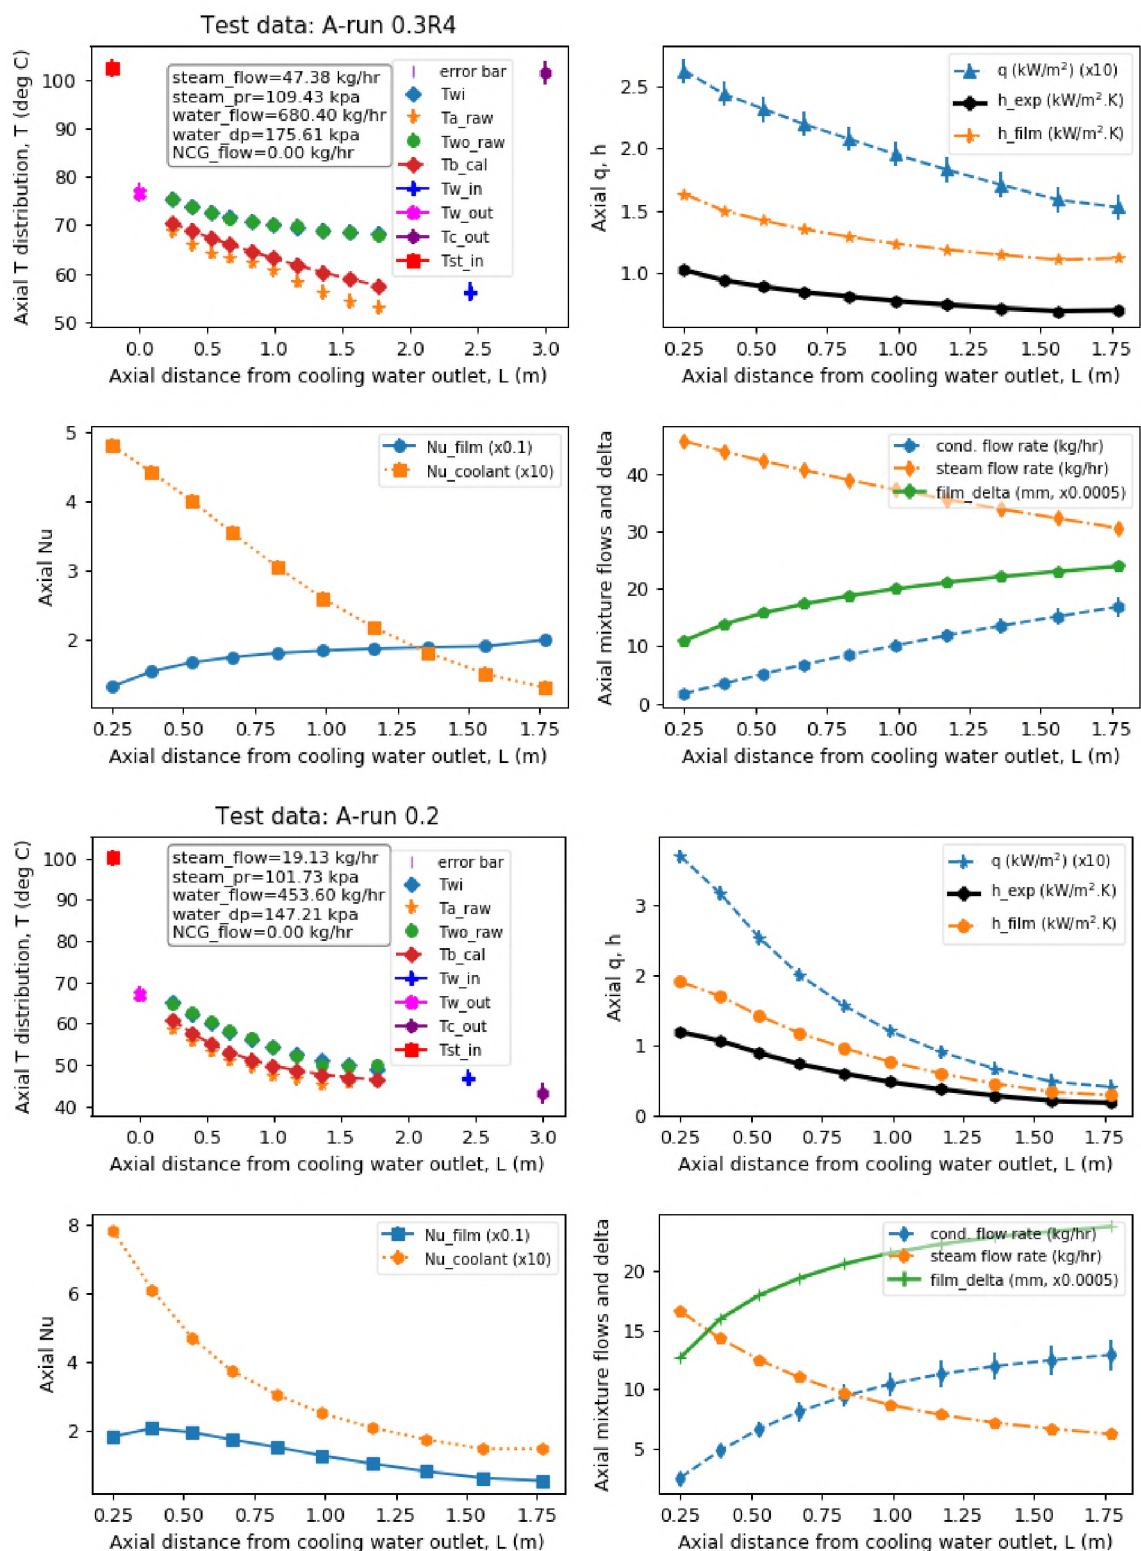 Test data: A-run 0.3R4
Axial T distribution, T (deg C)
100
90
80
70
60
50
steam_flow=47.38 kg/hr
steam_pr=109.43 kpa
water_flow=680.40 kg/hr
water_dp=175.61 kpa
NCG_flow=0.00 kg/hr
error bar
Twi
Ta_raw
Two_raw
Tb_cal
Tw_in
Tw_out
Tc_out
Tst_in
0.0 0.5 1.0 1.5 2.0 2.5 3.0
Axial distance from cooling water outlet, L (m)
Axial q, h
2.5
2.0
1.5
1.0
q (kW/m²) (x10)
h_exp (kW/m².K)
h_film (kW/m².K)
0.25 0.50 0.75 1.00 1.25 1.50 1.75
Axial distance from cooling water outlet, L (m)
Axial Nu
5
4
3
2
Nu_film (x0.1)
Nu_coolant (x10)
0.25 0.50 0.75 1.00 1.25 1.50 1.75
Axial distance from cooling water outlet, L (m)
Axial mixture flows and delta
40
30
20
10
0
cond. flow rate (kg/hr)
steam flow rate (kg/hr)
film_delta (mm, x0.0005)
0.25 0.50 0.75 1.00 1.25 1.50 1.75
Axial distance from cooling water outlet, L (m)
Test data: A-run 0.2
Axial T distribution, T (deg C)
100
90
80
70
60
50
40
steam_flow=19.13 kg/hr
steam_pr=101.73 kpa
water_flow=453.60 kg/hr
water_dp=147.21 kpa
NCG_flow=0.00 kg/hr
error bar
Twi
Ta_raw
Two_raw
Tb_cal
Tw_in
Tw_out
Tc_out
Tst_in
0.0 0.5 1.0 1.5 2.0 2.5 3.0
Axial distance from cooling water outlet, L (m)
Axial q, h
3
2
1
0
q (kW/m²) (x10)
h_exp (kW/m².K)
h_film (kW/m².K)
0.25 0.50 0.75 1.00 1.25 1.50 1.75
Axial distance from cooling water outlet, L (m)
Axial Nu
8
6
4
2
Nu_film (x0.1)
Nu_coolant (x10)
0.25 0.50 0.75 1.00 1.25 1.50 1.75
Axial distance from cooling water outlet, L (m)
Axial mixture flows and delta
20
15
10
5
cond. flow rate (kg/hr)
steam flow rate (kg/hr)
film_delta (mm, x0.0005)
0.25 0.50 0.75 1.00 1.25 1.50 1.75
Axial distance from cooling water outlet, L (m)